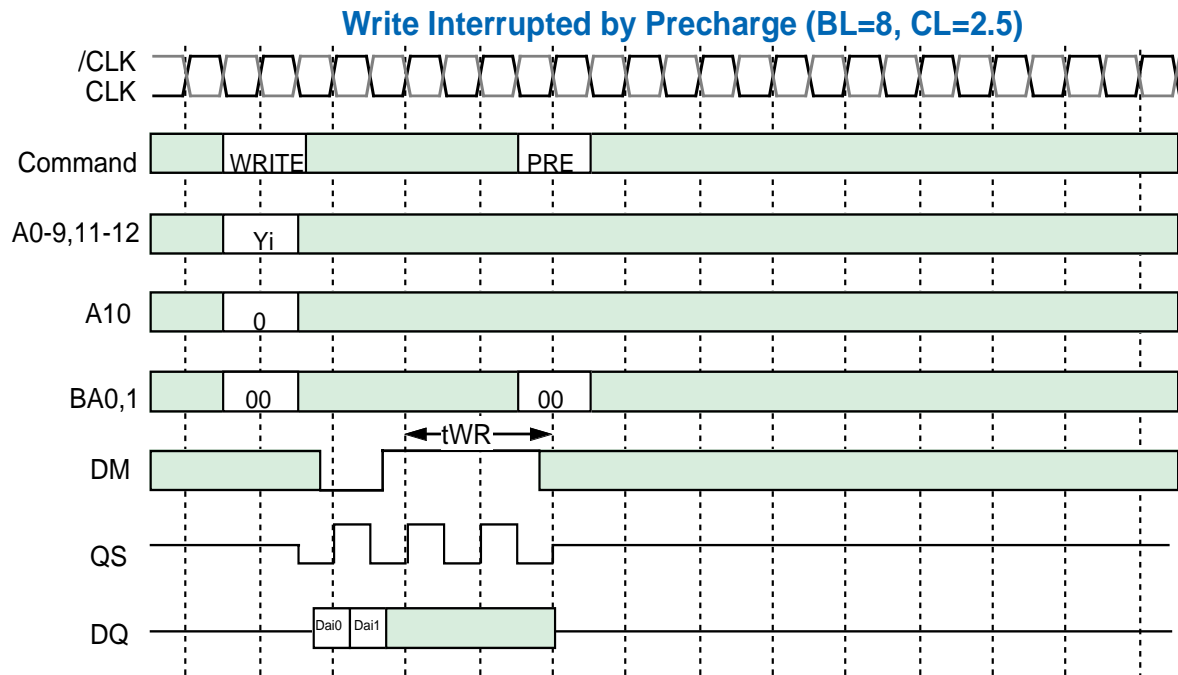 Write Interrupted by Precharge (BL=8, CL=2.5)
/CLK
CLK
Command WRITE PRE
A0-9,11-12 Yi
A10 0
BA0,1 00 00
tWR
DM
QS
DQ Dai0 Dai1